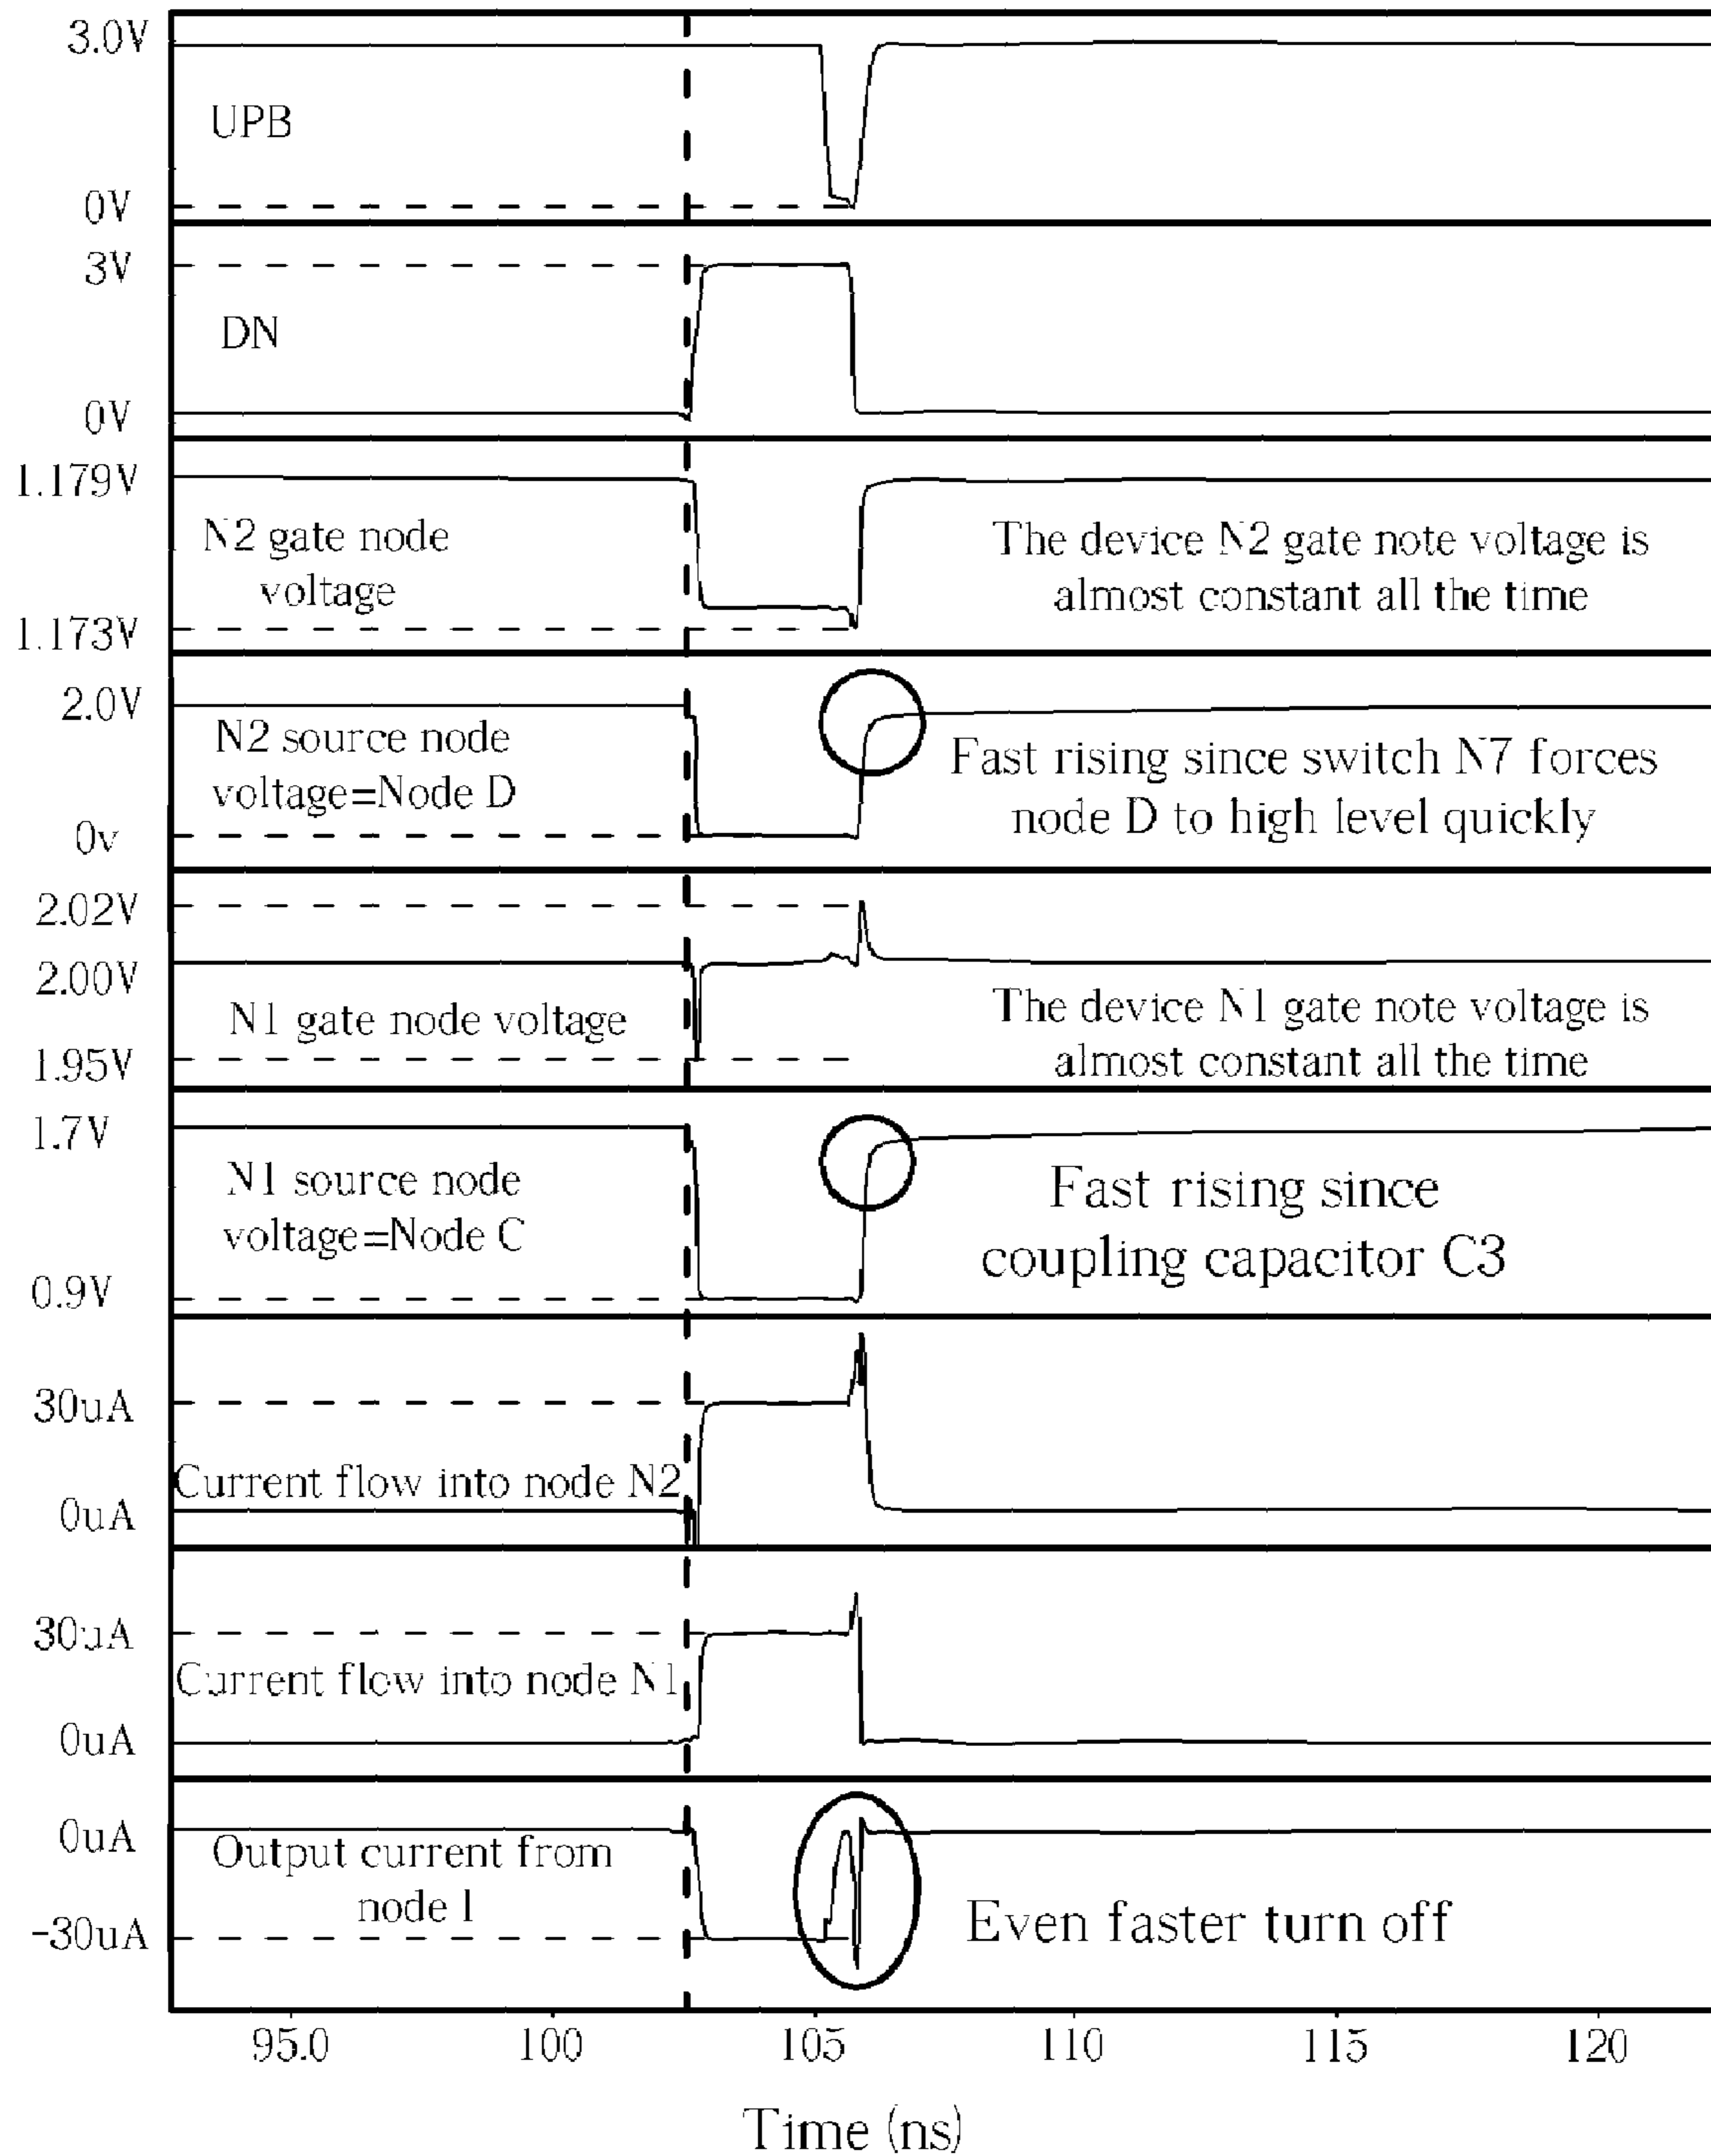 3.0V
UPB
0V
3V
DN
0V
1.179V
N2 gate node
voltage
1.173V
The device N2 gate note voltage is
almost constant all the time
2.0V
N2 source node
voltage=Node D
0v
Fast rising since switch N7 forces
node D to high level quickly
2.02V
2.00V
N1 gate node voltage
1.95V
The device N1 gate note voltage is
almost constant all the time
1.7V
N1 source node
voltage=Node C
0.9V
Fast rising since
coupling capacitor C3
30uA
Current flow into node N2
0uA
30uA
Current flow into node N1
0uA
0uA
Output current from
node 1
-30uA
Even faster turn off
95.0 100 105 110 115 120
Time (ns)